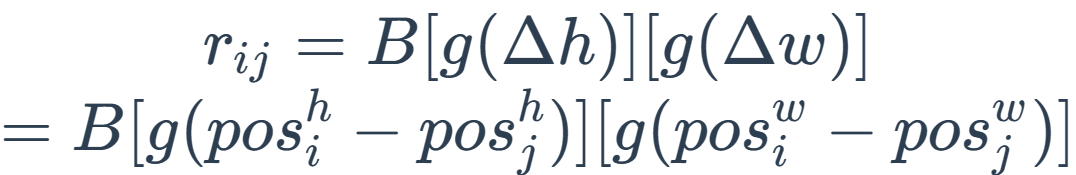 r_{ij} = B[g(Δh)][g(Δw)]
= B[g(pos_i^h − pos_j^h)][g(pos_i^w − pos_j^w)]